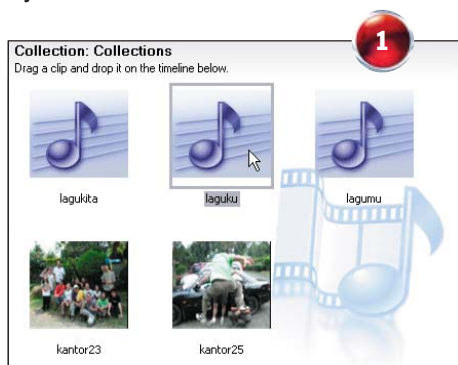 1
Collection: Collections
Drag a clip and drop it on the timeline below.
lagukita
laguku
lagumu
kantor23
kantor25